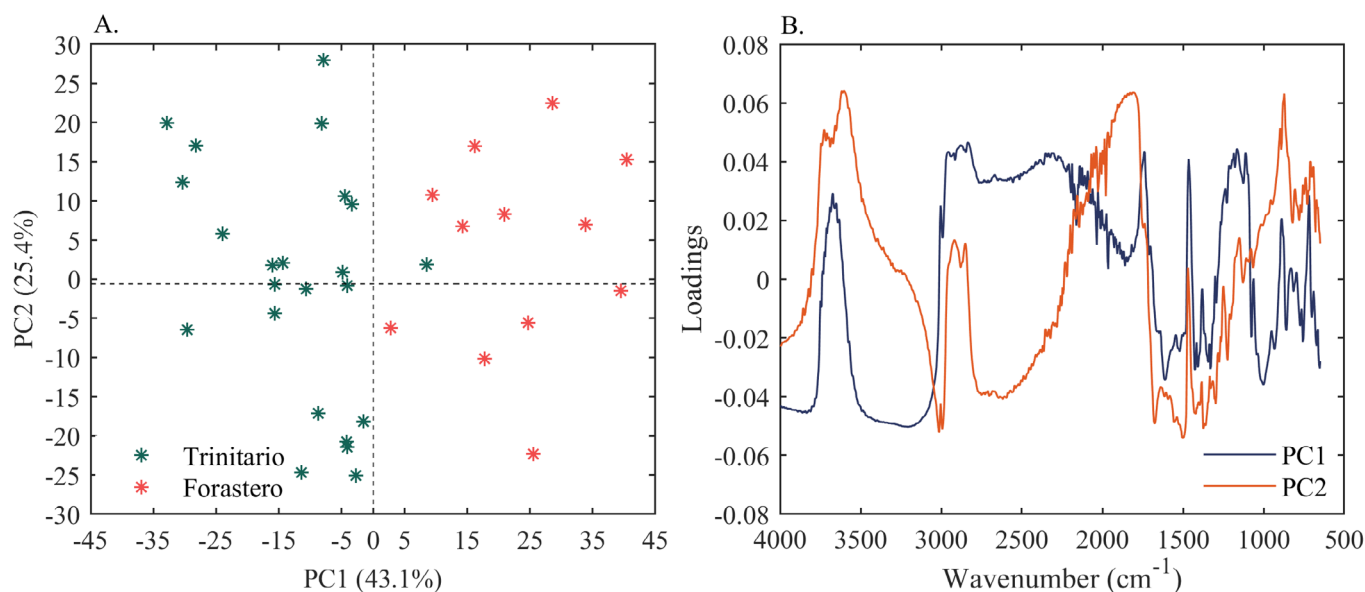 A.
30
25
20
15
10
5
0
-5
-10
-15
-20
-25
-30
PC2 (25.4%)
Trinitario
Forastero
-45 -35 -25 -15 -5 0 5 15 25 35 45
PC1 (43.1%)
B.
0.08
0.06
0.04
0.02
0
-0.02
-0.04
-0.06
-0.08
Loadings
PC1
PC2
4000 3500 3000 2500 2000 1500 1000 500
Wavenumber (cm⁻¹)